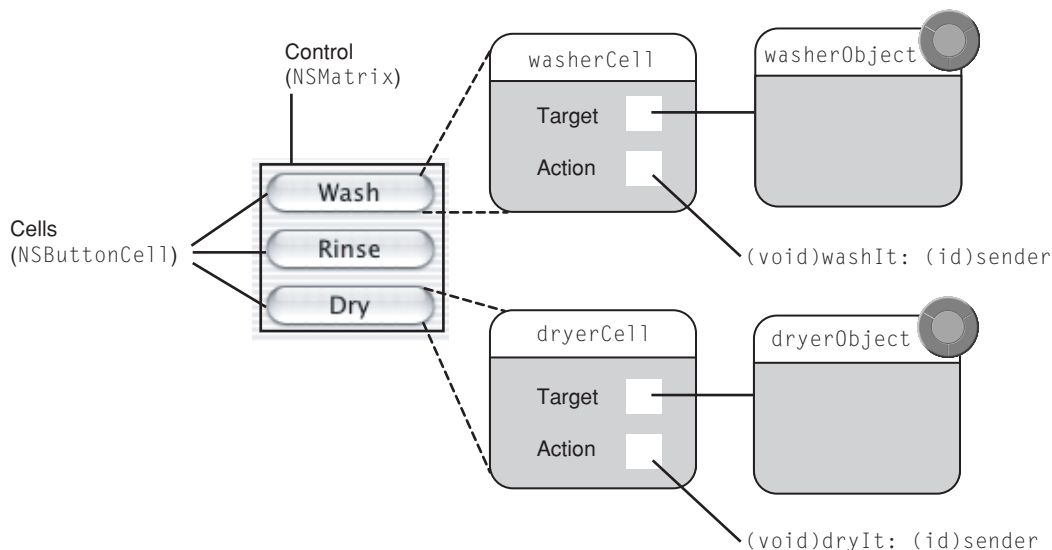 Control
(NSMatrix)
Cells
(NSButtonCell)
Wash
Rinse
Dry
washerCell
Target
Action
washerObject
(void)washIt: (id)sender
dryerCell
Target
Action
dryerObject
(void)dryIt: (id)sender